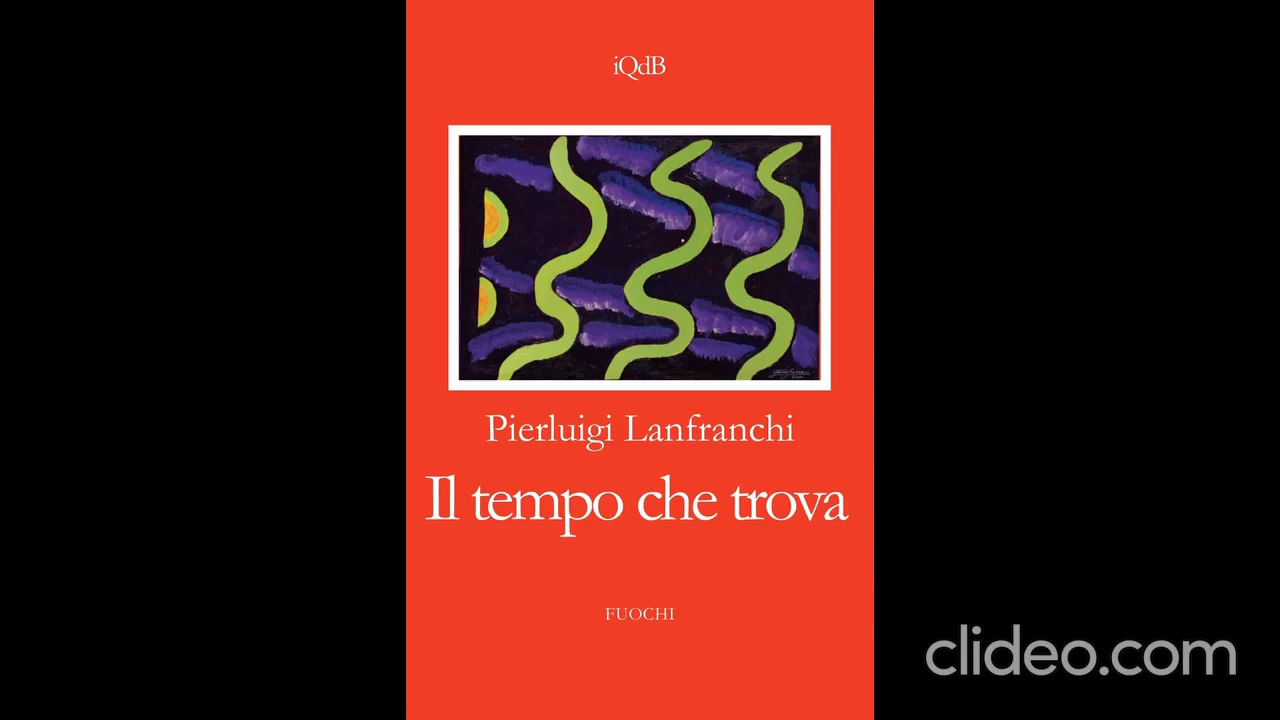 iQdB
Pierluigi Lanfranchi
Il tempo che trova
FUOCHI
clideo.com